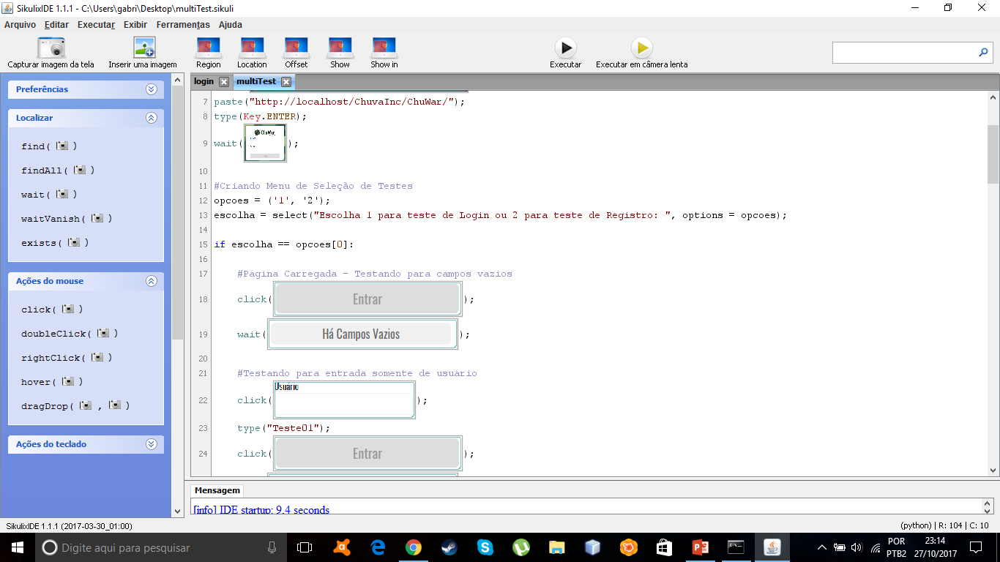 SikulixIDE 1.1.1 - C:\Users\gabri\Desktop\multiTest.sikuli
Arquivo Editar Executar Exibir Ferramentas Ajuda
Capturar imagem da tela Inserir uma imagem Region Location Offset Show Show in Executar Executar em câmera lenta
Preferências
Localizar
find( )
findAll( )
wait( )
waitVanish( )
exists( )
Ações do mouse
click( )
doubleClick( )
rightClick( )
hover( )
dragDrop( , )
Ações do teclado
login multiTest
7 paste("http://localhost/ChuvaInc/ChuWar/");
8 type(Key.ENTER);
9 wait( ChuWar );
10
11 #Criando Menu de Seleção de Testes
12 opcoes = ('1', '2');
13 escolha = select("Escolha 1 para teste de Login ou 2 para teste de Registro: ", options = opcoes);
14
15 if escolha == opcoes[0]:
16
17 #Página Carregada - Testando para campos vazios
18 click( Entrar );
19 wait( Há Campos Vazios );
20
21 #Testando para entrada somente de usuário
22 click( Usuário );
23 type("Teste01");
24 click( Entrar );
Mensagem
[info] IDE startup: 9.4 seconds
SikulixIDE 1.1.1 (2017-03-30_01:00) (python) | R: 104 | C: 10
Digite aqui para pesquisar
POR 23:14
PTB2 27/10/2017